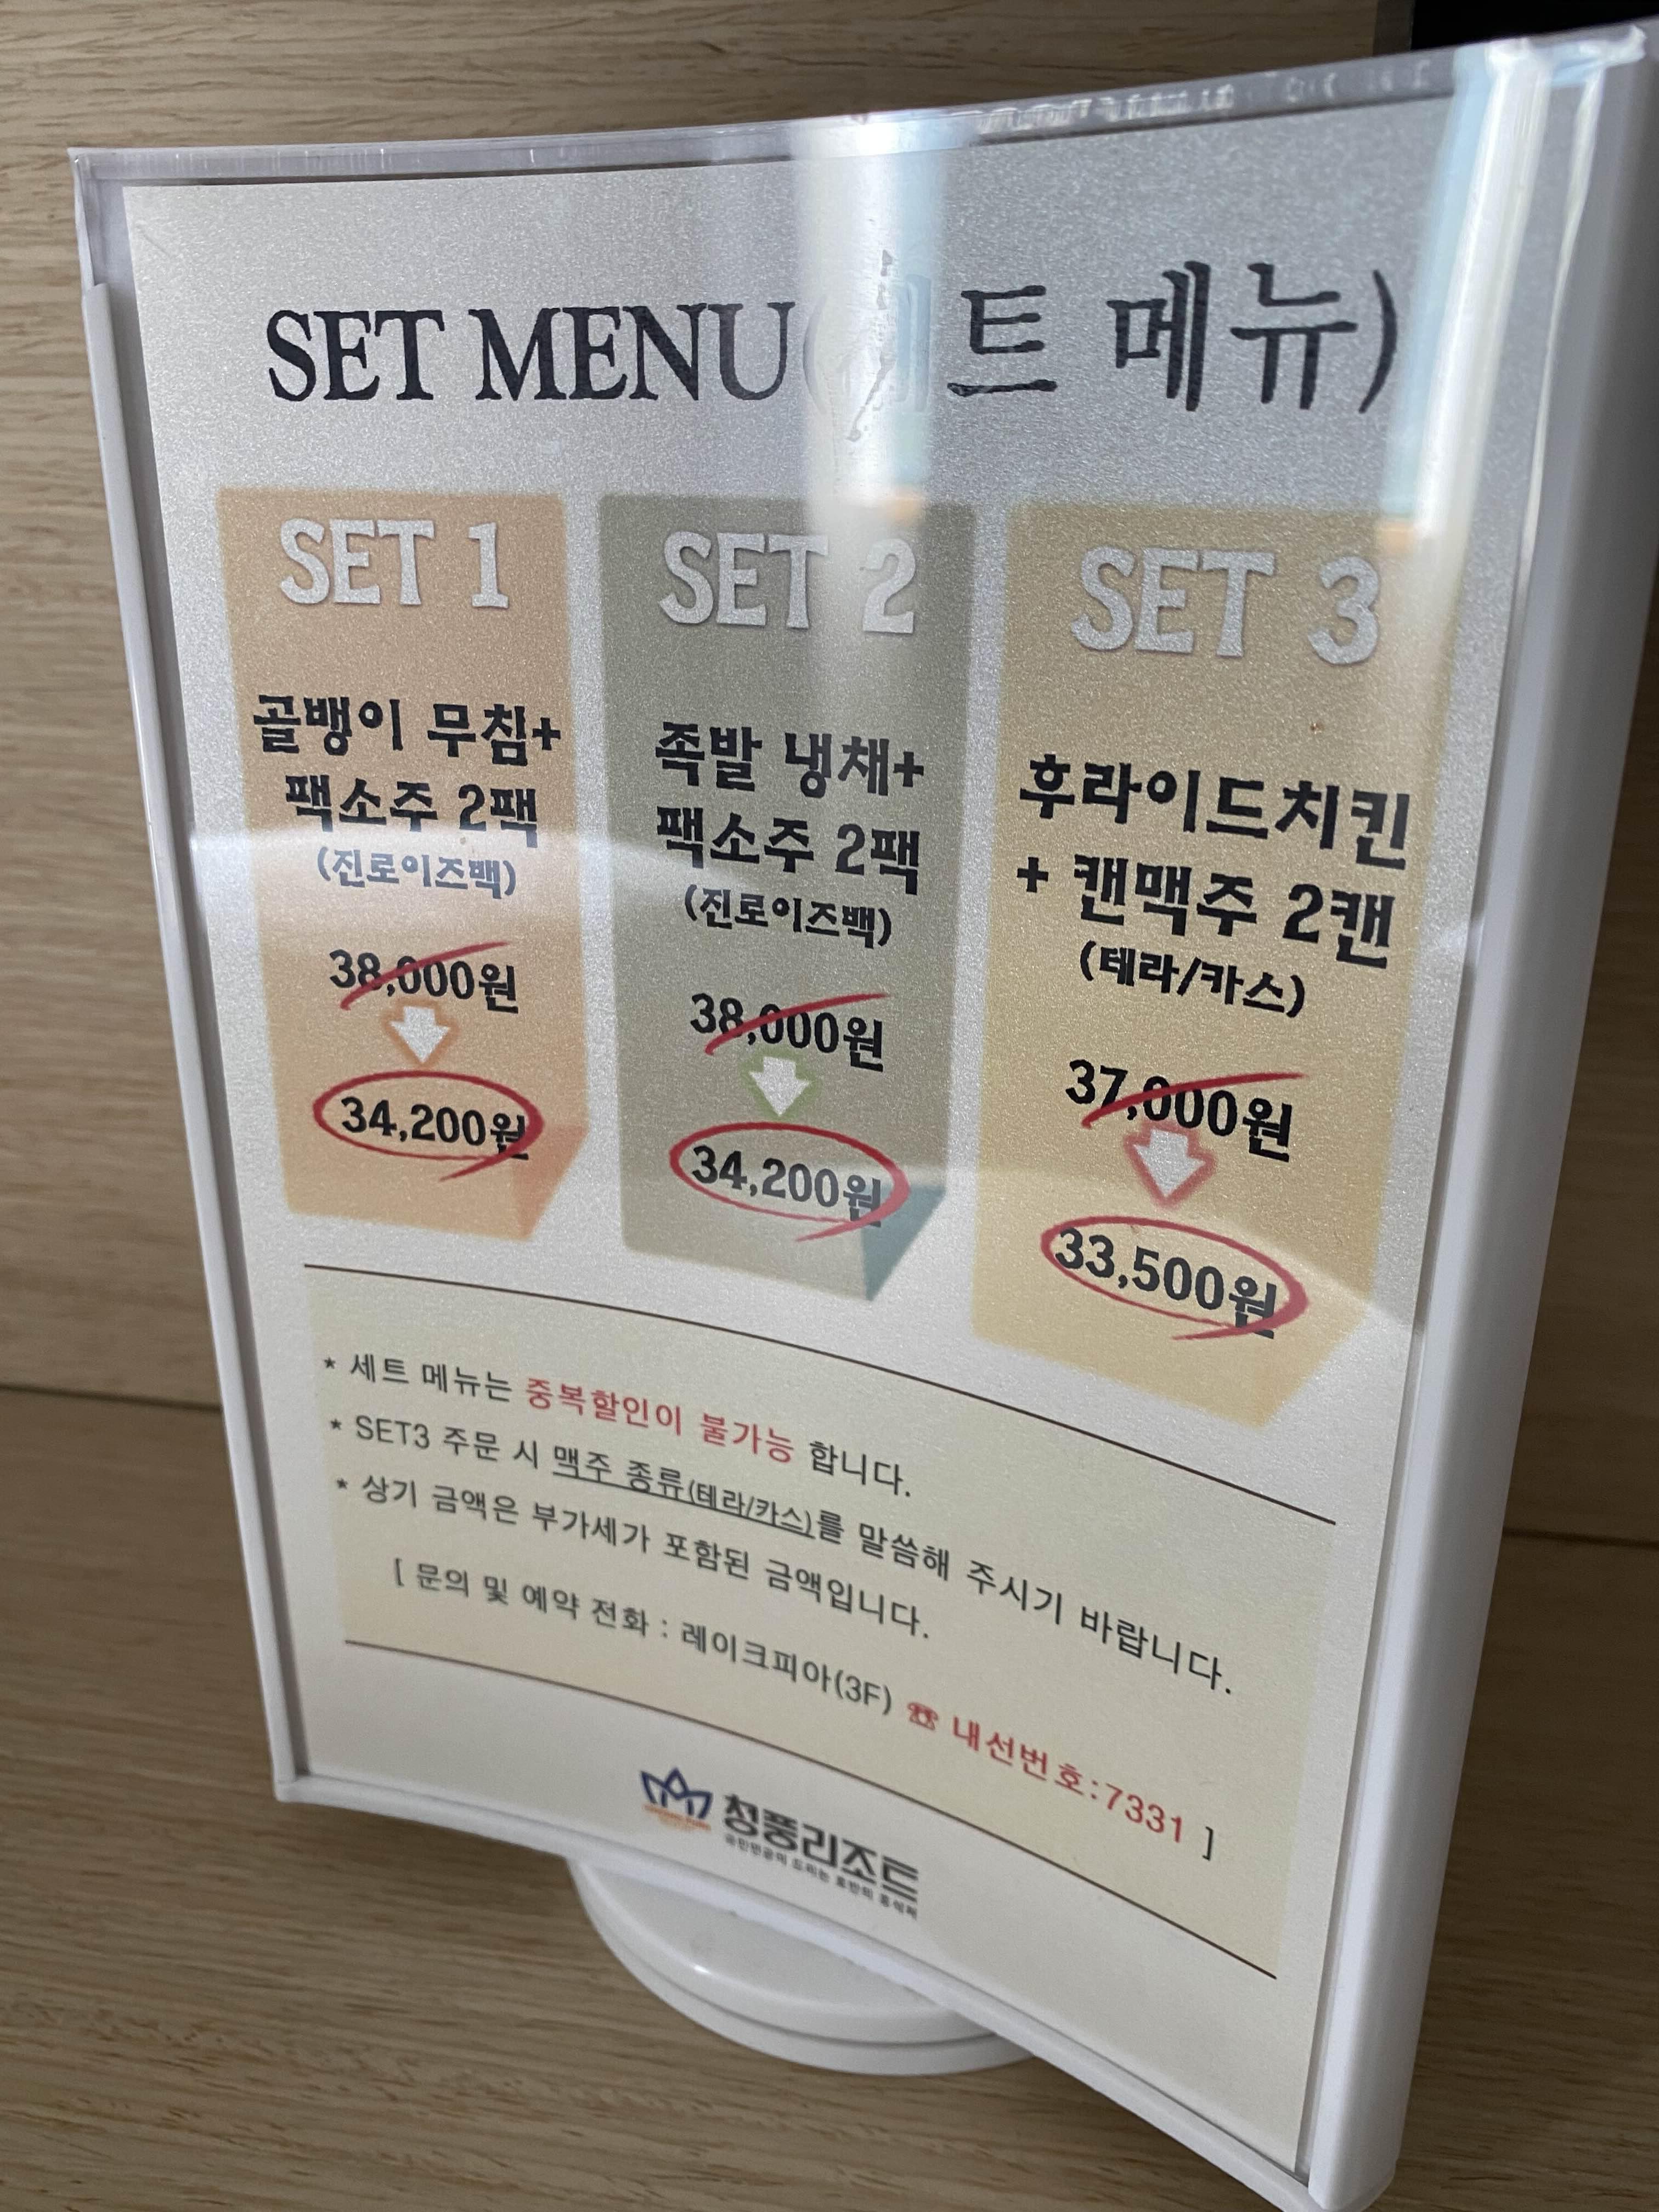 SET MENU(세트 메뉴)
SET 1
골뱅이 무침+
팩소주 2팩
(진로이즈백)
38,000원
34,200원
SET 2
족발 냉채+
팩소주 2팩
(진로이즈백)
38,000원
34,200원
SET 3
후라이드치킨
+ 캔맥주 2캔
(테라/카스)
37,000원
33,500원
* 세트 메뉴는 중복할인이 불가능 합니다.
* SET3 주문 시 맥주 종류(테라/카스)를 말씀해 주시기 바랍니다.
* 상기 금액은 부가세가 포함된 금액입니다.
[ 문의 및 예약 전화 : 레이크피아(3F) ☎ 내선번호:7331 ]
청풍리조트